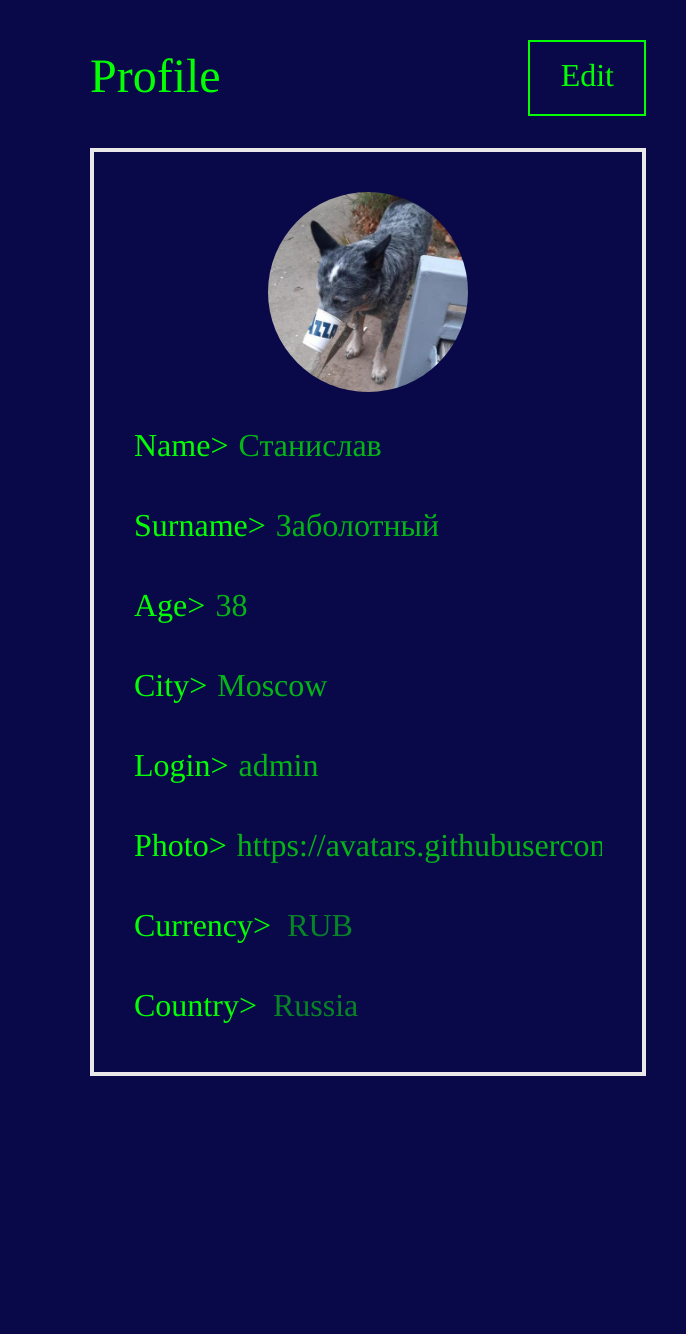 Profile
Edit
Name> Станислав
Surname> Заболотный
Age> 38
City> Moscow
Login> admin
Photo> https://avatars.githubusercon
Currency> RUB
Country> Russia